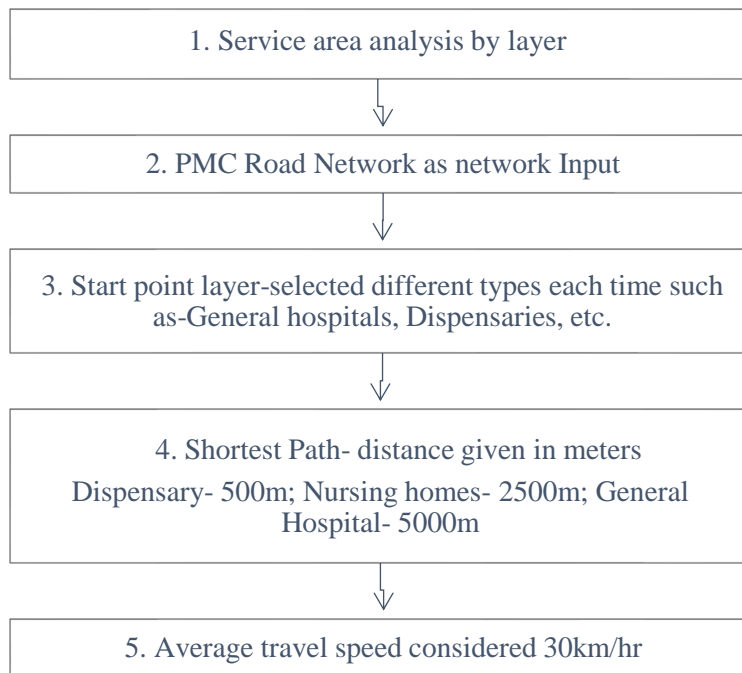 1. Service area analysis by layer
2. PMC Road Network as network Input
3. Start point layer-selected different types each time such
as-General hospitals, Dispensaries, etc.
4. Shortest Path- distance given in meters
Dispensary- 500m; Nursing homes- 2500m; General
Hospital- 5000m
5. Average travel speed considered 30km/hr